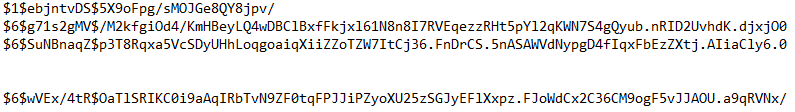 $1$ebjntvDS$5X9oFpg/sMOJGe8QY8jpv/
$6$g71s2gMV$/M2kfgiOd4/KmHBeyLQ4wDBClBxfFkjxl61N8n8I7RVEqezzRHt5pYl2qKWN7S4gQyub.nRID2UvhdK.djxjO0
$6$SuNBnaqZ$p3T8Rqxa5VcSDyUHhLoqgoaiqXiiZZoTZW7ItCj36.FnDrCS.5nASAWVdNypgD4fIqxFbEzZXtj.AIiaCly6.0
$6$wVEx/4tR$OaTlSRIKC0i9aAqIRbTvN9ZF0tqFPJJiPZyoXU25zSGJyEFlXxpz.FJoWdCx2C36CM9ogF5vJJAOU.a9qRVNx/